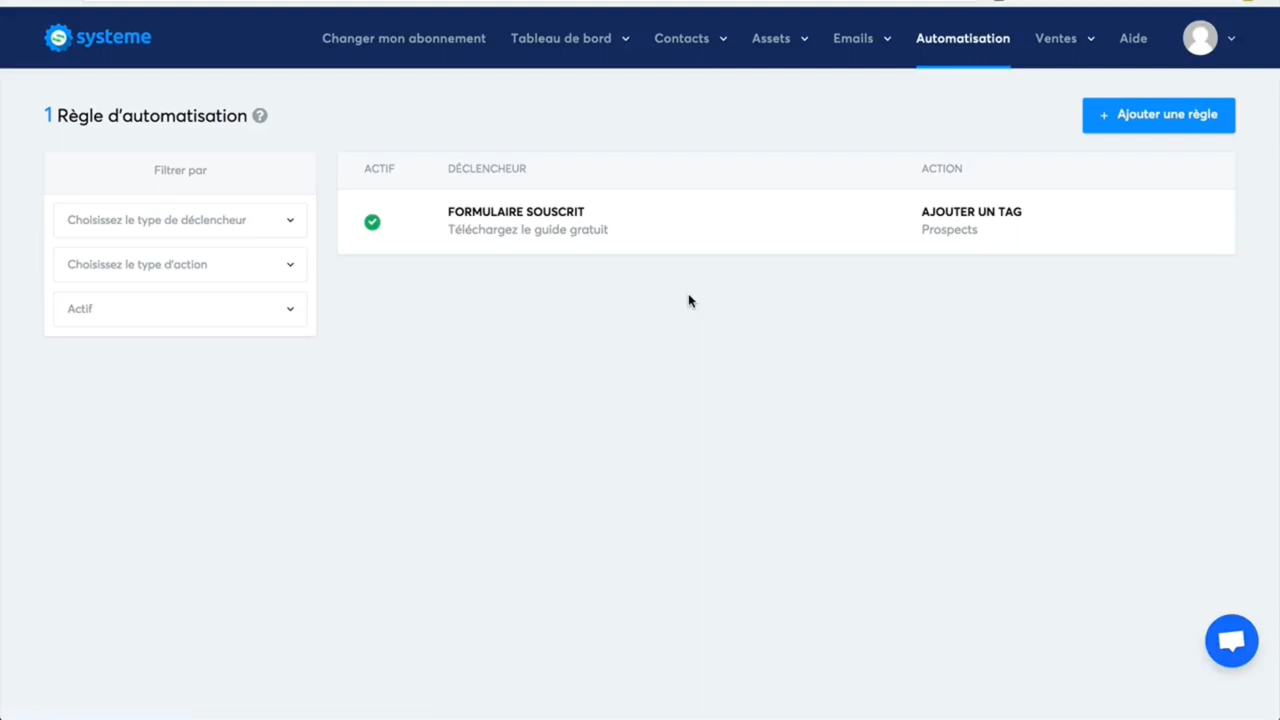 systeme
Changer mon abonnement Tableau de bord Contacts Assets Emails Automatisation Ventes Aide
1 Règle d'automatisation ?
+ Ajouter une règle
Filtrer par
Choisissez le type de déclencheur
Choisissez le type d'action
Actif
ACTIF DÉCLENCHEUR ACTION
FORMULAIRE SOUSCRIT AJOUTER UN TAG
Téléchargez le guide gratuit Prospects